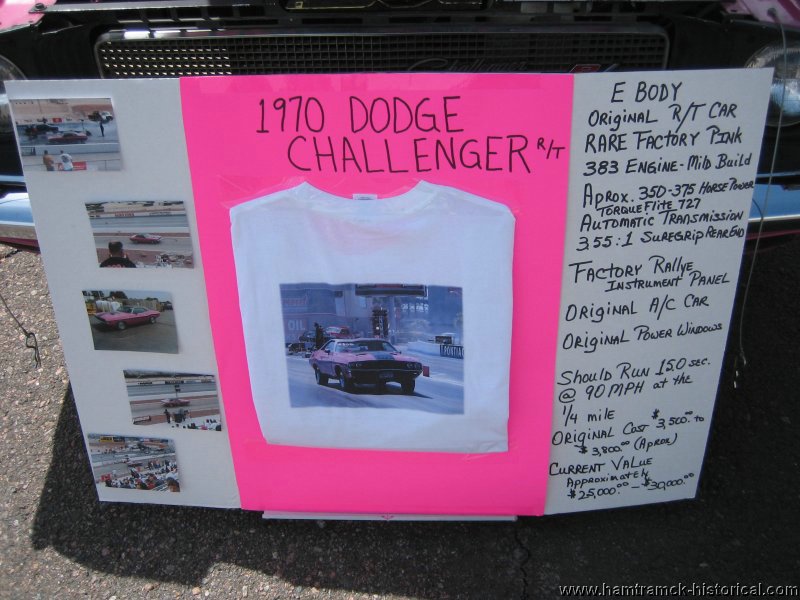 1970 DODGE
CHALLENGER R/T
OIL
PONTIAC
E BODY
ORIGINAL R/T CAR
RARE FACTORY PINK
383 ENGINE - MILD BUILD
APROX. 350-375 HORSE POWER
TORQUEFLITE 727
AUTOMATIC TRANSMISSION
3.55:1 SUREGRIP REAR END
FACTORY RALLYE
INSTRUMENT PANEL
ORIGINAL A/C CAR
ORIGINAL POWER WINDOWS
SHOULD RUN 15.0 SEC.
@ 90 MPH at the
1/4 mile
ORIGINAL COST $3,500.00 to
$3,800.00 (APROX)
CURRENT VALUE
APPROXIMATELY
$25,000.00 - $30,000.00
www.hamtramck-historical.com